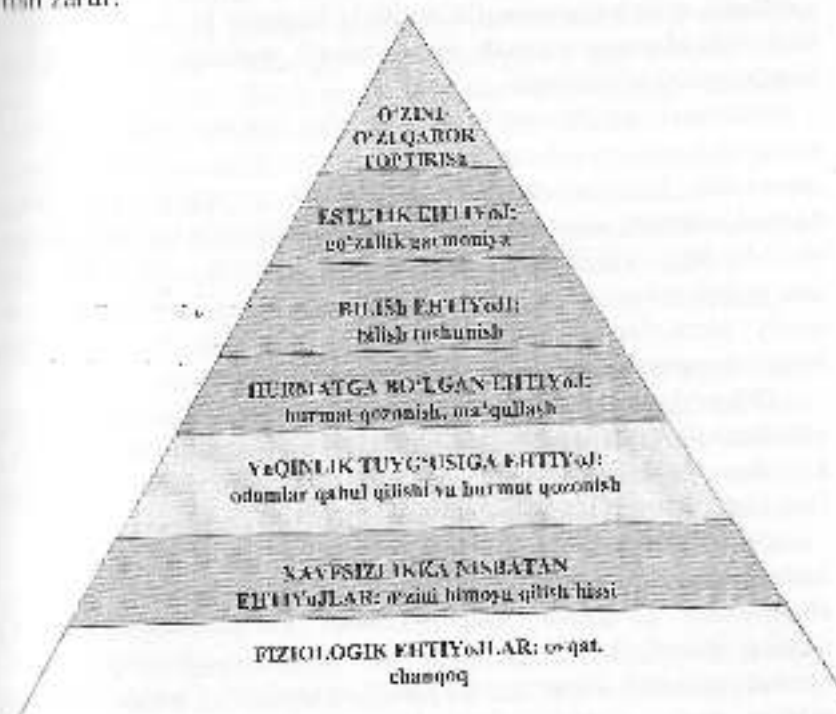 zarur.
O‘ZINI-
O‘ZI QAROR
TOPTIRISh
ESTETIK EHTIYoJ:
go‘zallik garmoniya
BILISh EHTIYoJI:
bilish tushunish
HURMATGA BO‘LGAN EHTIYoJ:
hurmat qozonish, ma’qullash
YaQINLIK TUYG‘USIGA EHTIYoJ:
odamlar qabul qilishi va hurmat qozonish
XAVFSIZLIKKA NISBATAN
EHTIYoJLAR: o‘zini himoya qilish hissi
FIZIOLOGIK EHTIYoJLAR: ovqat,
chanqoq